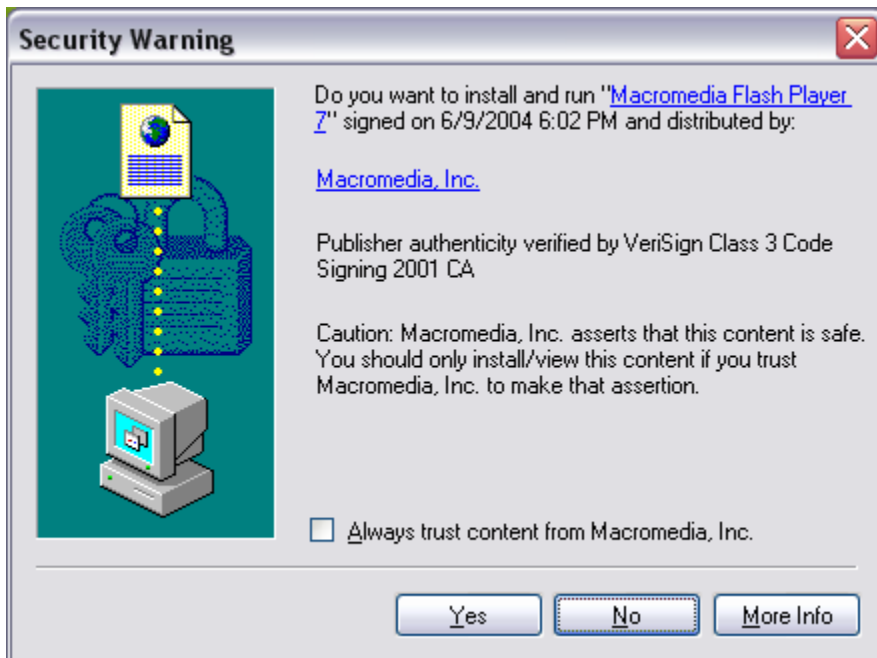 Security Warning
Do you want to install and run "Macromedia Flash Player
7" signed on 6/9/2004 6:02 PM and distributed by:
Macromedia, Inc.
Publisher authenticity verified by VeriSign Class 3 Code
Signing 2001 CA
Caution: Macromedia, Inc. asserts that this content is safe.
You should only install/view this content if you trust
Macromedia, Inc. to make that assertion.
Always trust content from Macromedia, Inc.
Yes No More Info